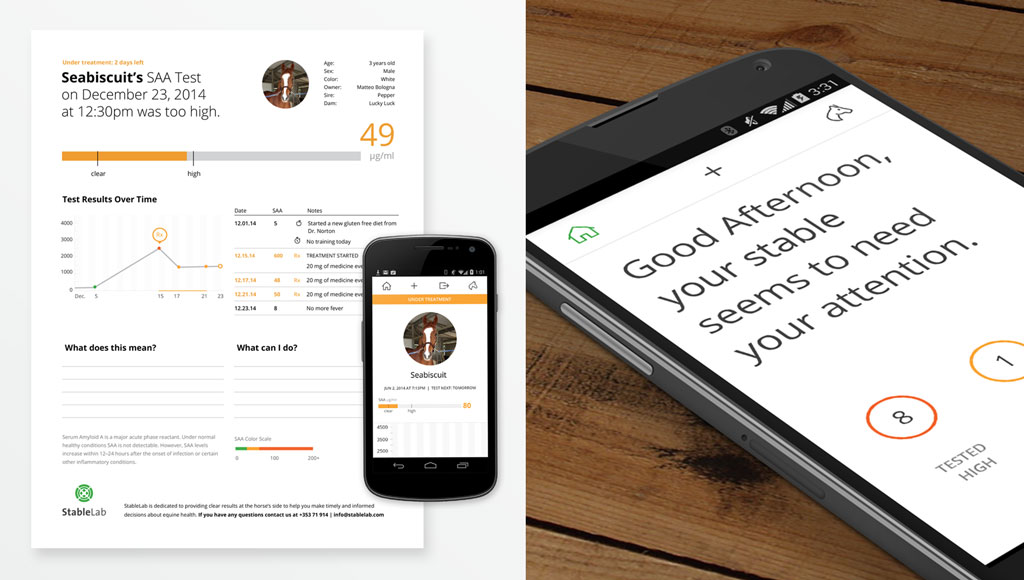 Under treatment: 2 days left
Seabiscuit's SAA Test
on December 23, 2014
at 12:30pm was too high.
Age: 3 years old
Sex: Male
Color: White
Owner: Matteo Bologna
Sire: Pepper
Dam: Lucky Luck
49
µg/ml
clear high
Test Results Over Time
4000
3000
2000
1000
0
Rx
Dec. 5 15 17 21 23
Date SAA Notes
12.01.14 5 Started a new gluten free diet from
Dr. Norton
No training today
12.15.14 600 Rx TREATMENT STARTED
20 mg of medicine eve
12.17.14 48 Rx 20 mg of medicine eve
12.21.14 50 Rx 20 mg of medicine eve
12.23.14 8 No more fever
What does this mean?
What can I do?
Serum Amyloid A is a major acute phase reactant. Under normal
healthy conditions SAA is not detectable. However, SAA levels
increase within 12–24 hours after the onset of infection or certain
other inflammatory conditions.
SAA Color Scale
0 100 200+
StableLab
StableLab is dedicated to providing clear results at the horse's side to help you make timely and informed
decisions about equine health. If you have any questions contact us at +353 71 914 | info@stablelab.com
1:01
UNDER TREATMENT
Seabiscuit
JUN 2, 2014 AT 7:15PM | TEST NEXT: TOMORROW
SAA µg/ml
80
clear high
4500
3500
2500
3:31
Good Afternoon,
your stable
seems to need
your attention.
1
8
TESTED
HIGH